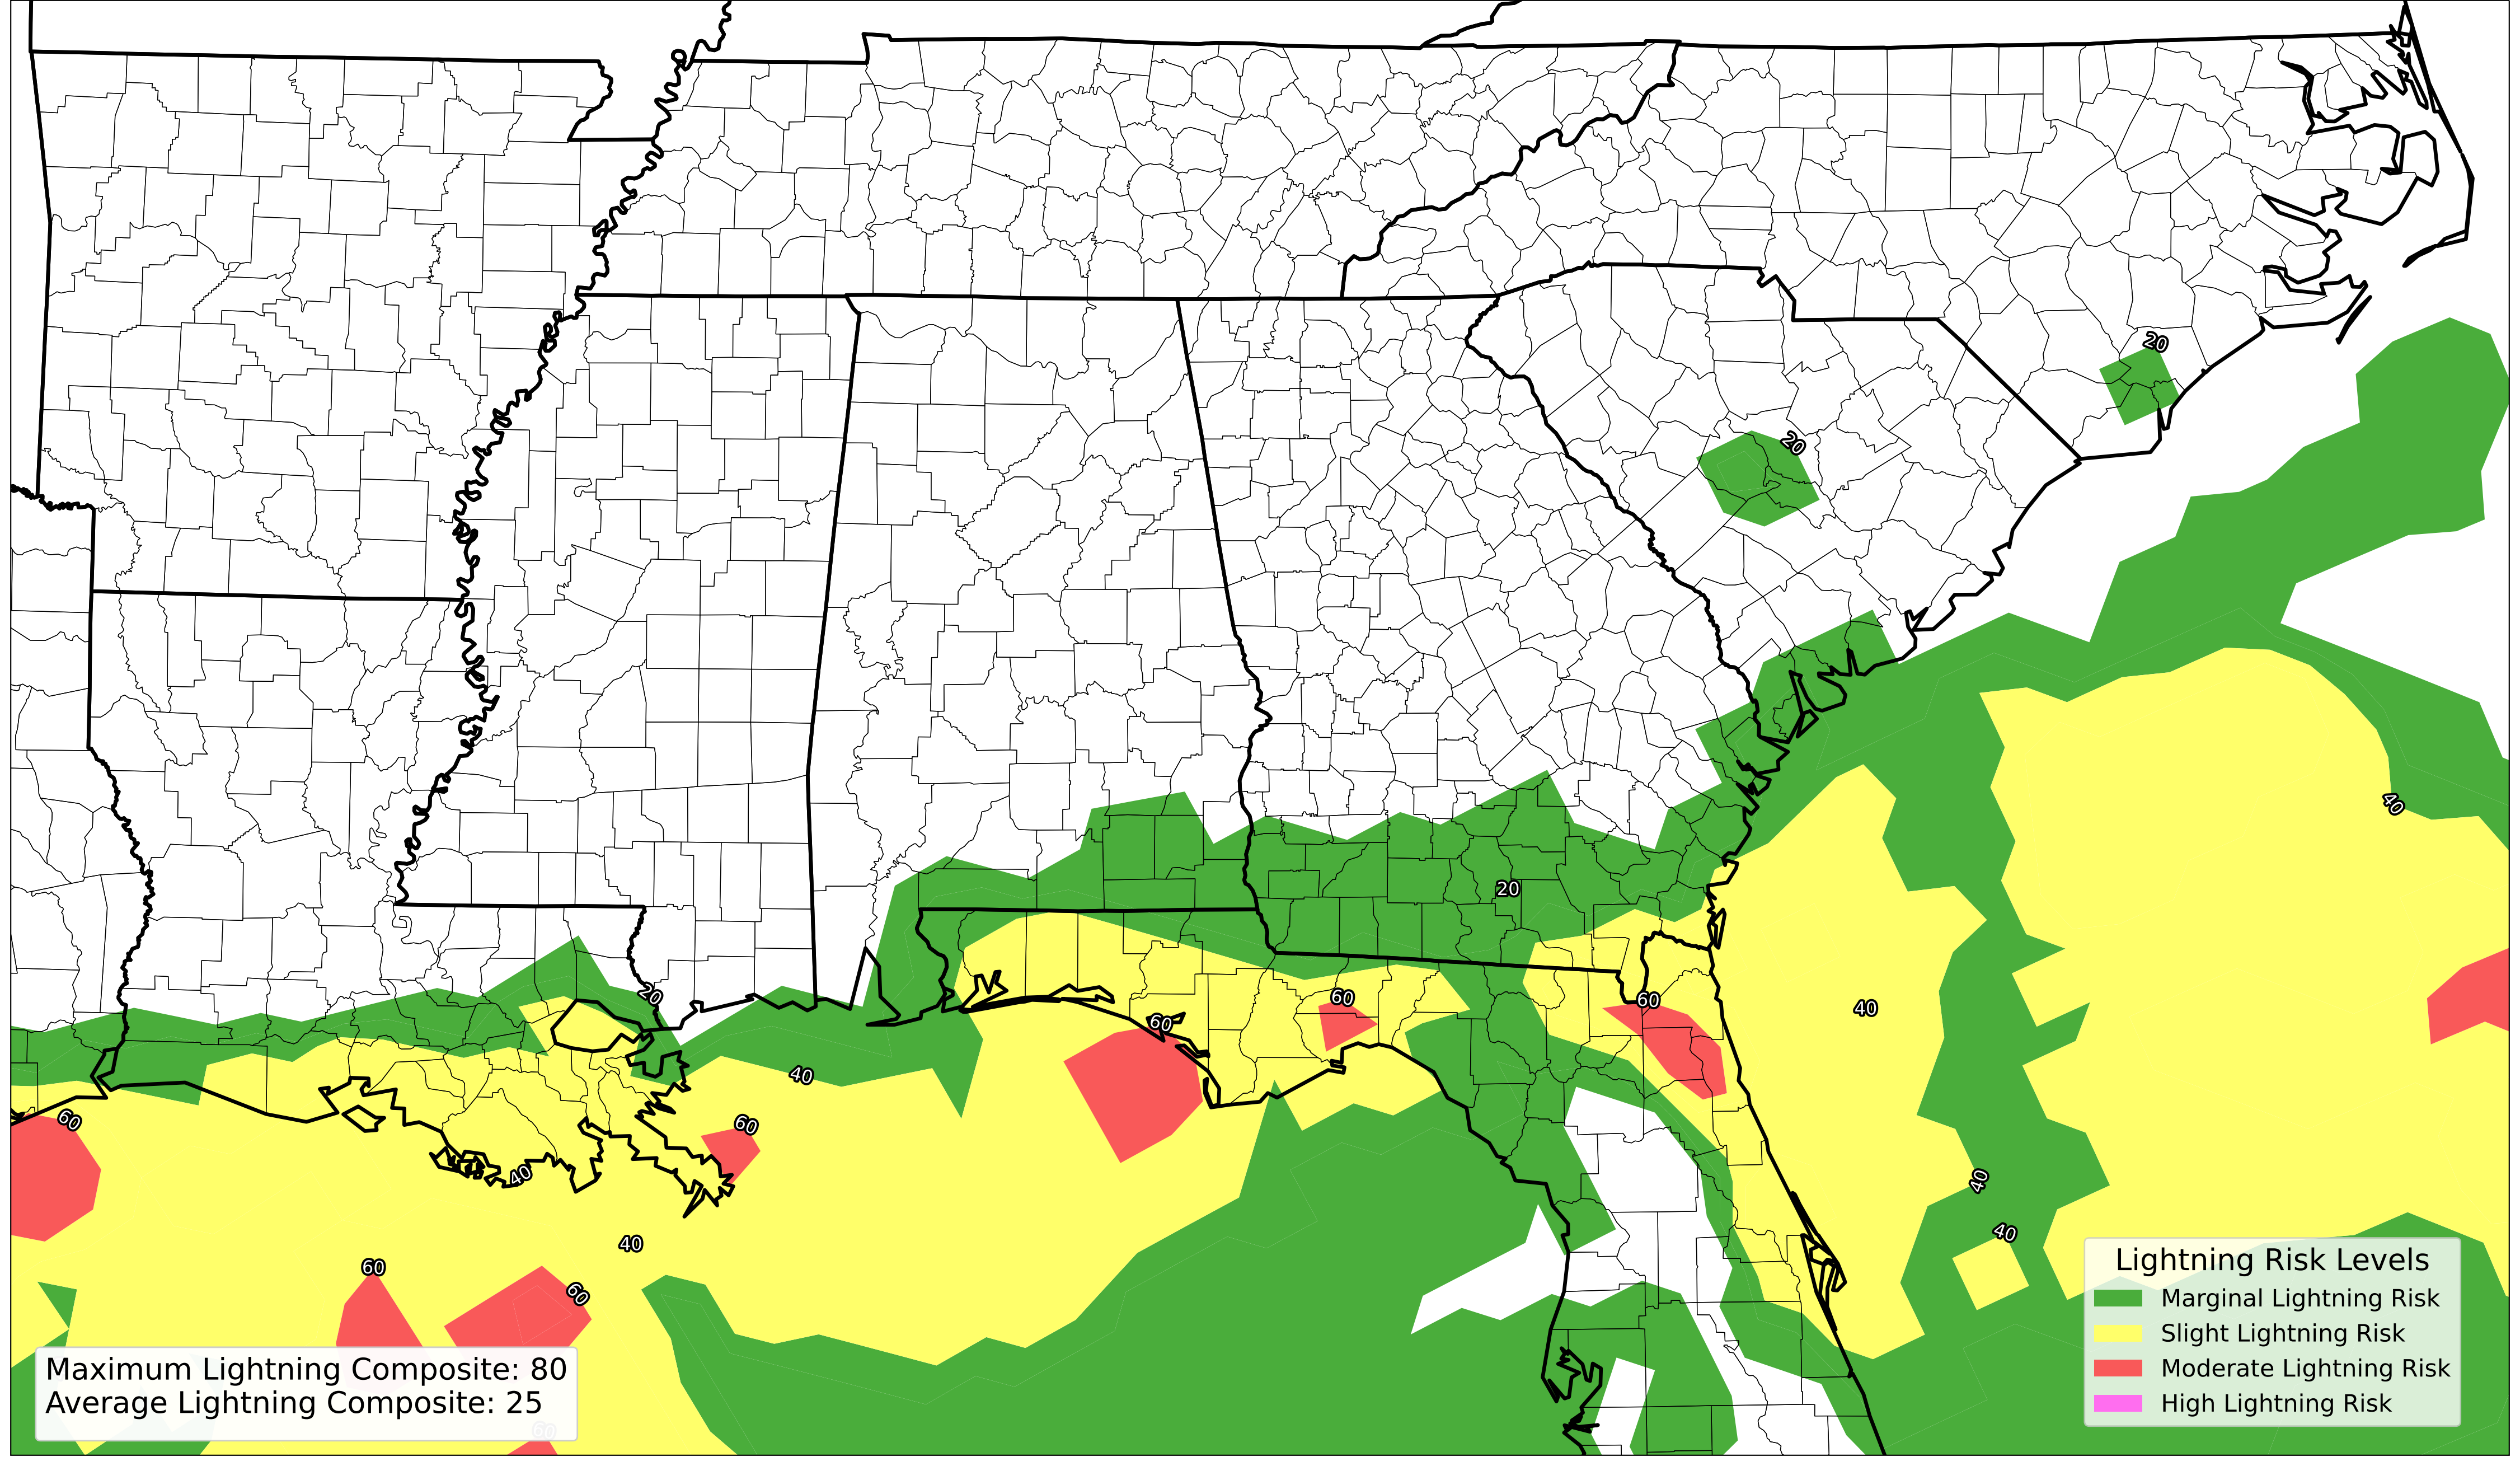 20
20
40
20
20
60
60
60
40
40
60
60
40
40
40
40
60
60
Lightning Risk Levels
Marginal Lightning Risk
Slight Lightning Risk
Moderate Lightning Risk
High Lightning Risk
Maximum Lightning Composite: 80
Average Lightning Composite: 25
60